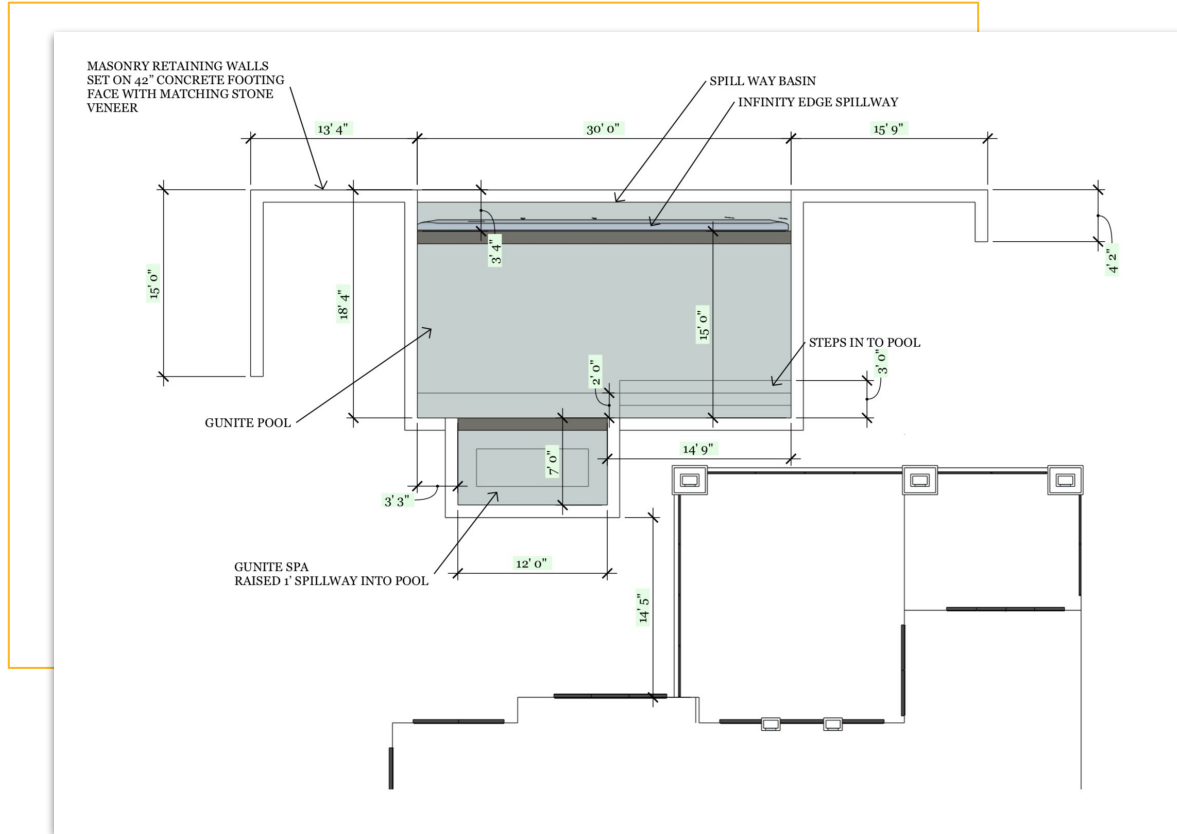 MASONRY RETAINING WALLS
SET ON 42" CONCRETE FOOTING
FACE WITH MATCHING STONE
VENEER
SPILL WAY BASIN
INFINITY EDGE SPILLWAY
13' 4"
30' 0"
15' 9"
3' 4"
4' 2"
15' 0"
18' 4"
15' 0"
STEPS IN TO POOL
2' 0"
3' 0"
GUNITE POOL
14' 9"
7' 0"
3' 3"
GUNITE SPA
RAISED 1' SPILLWAY INTO POOL
12' 0"
14' 5"